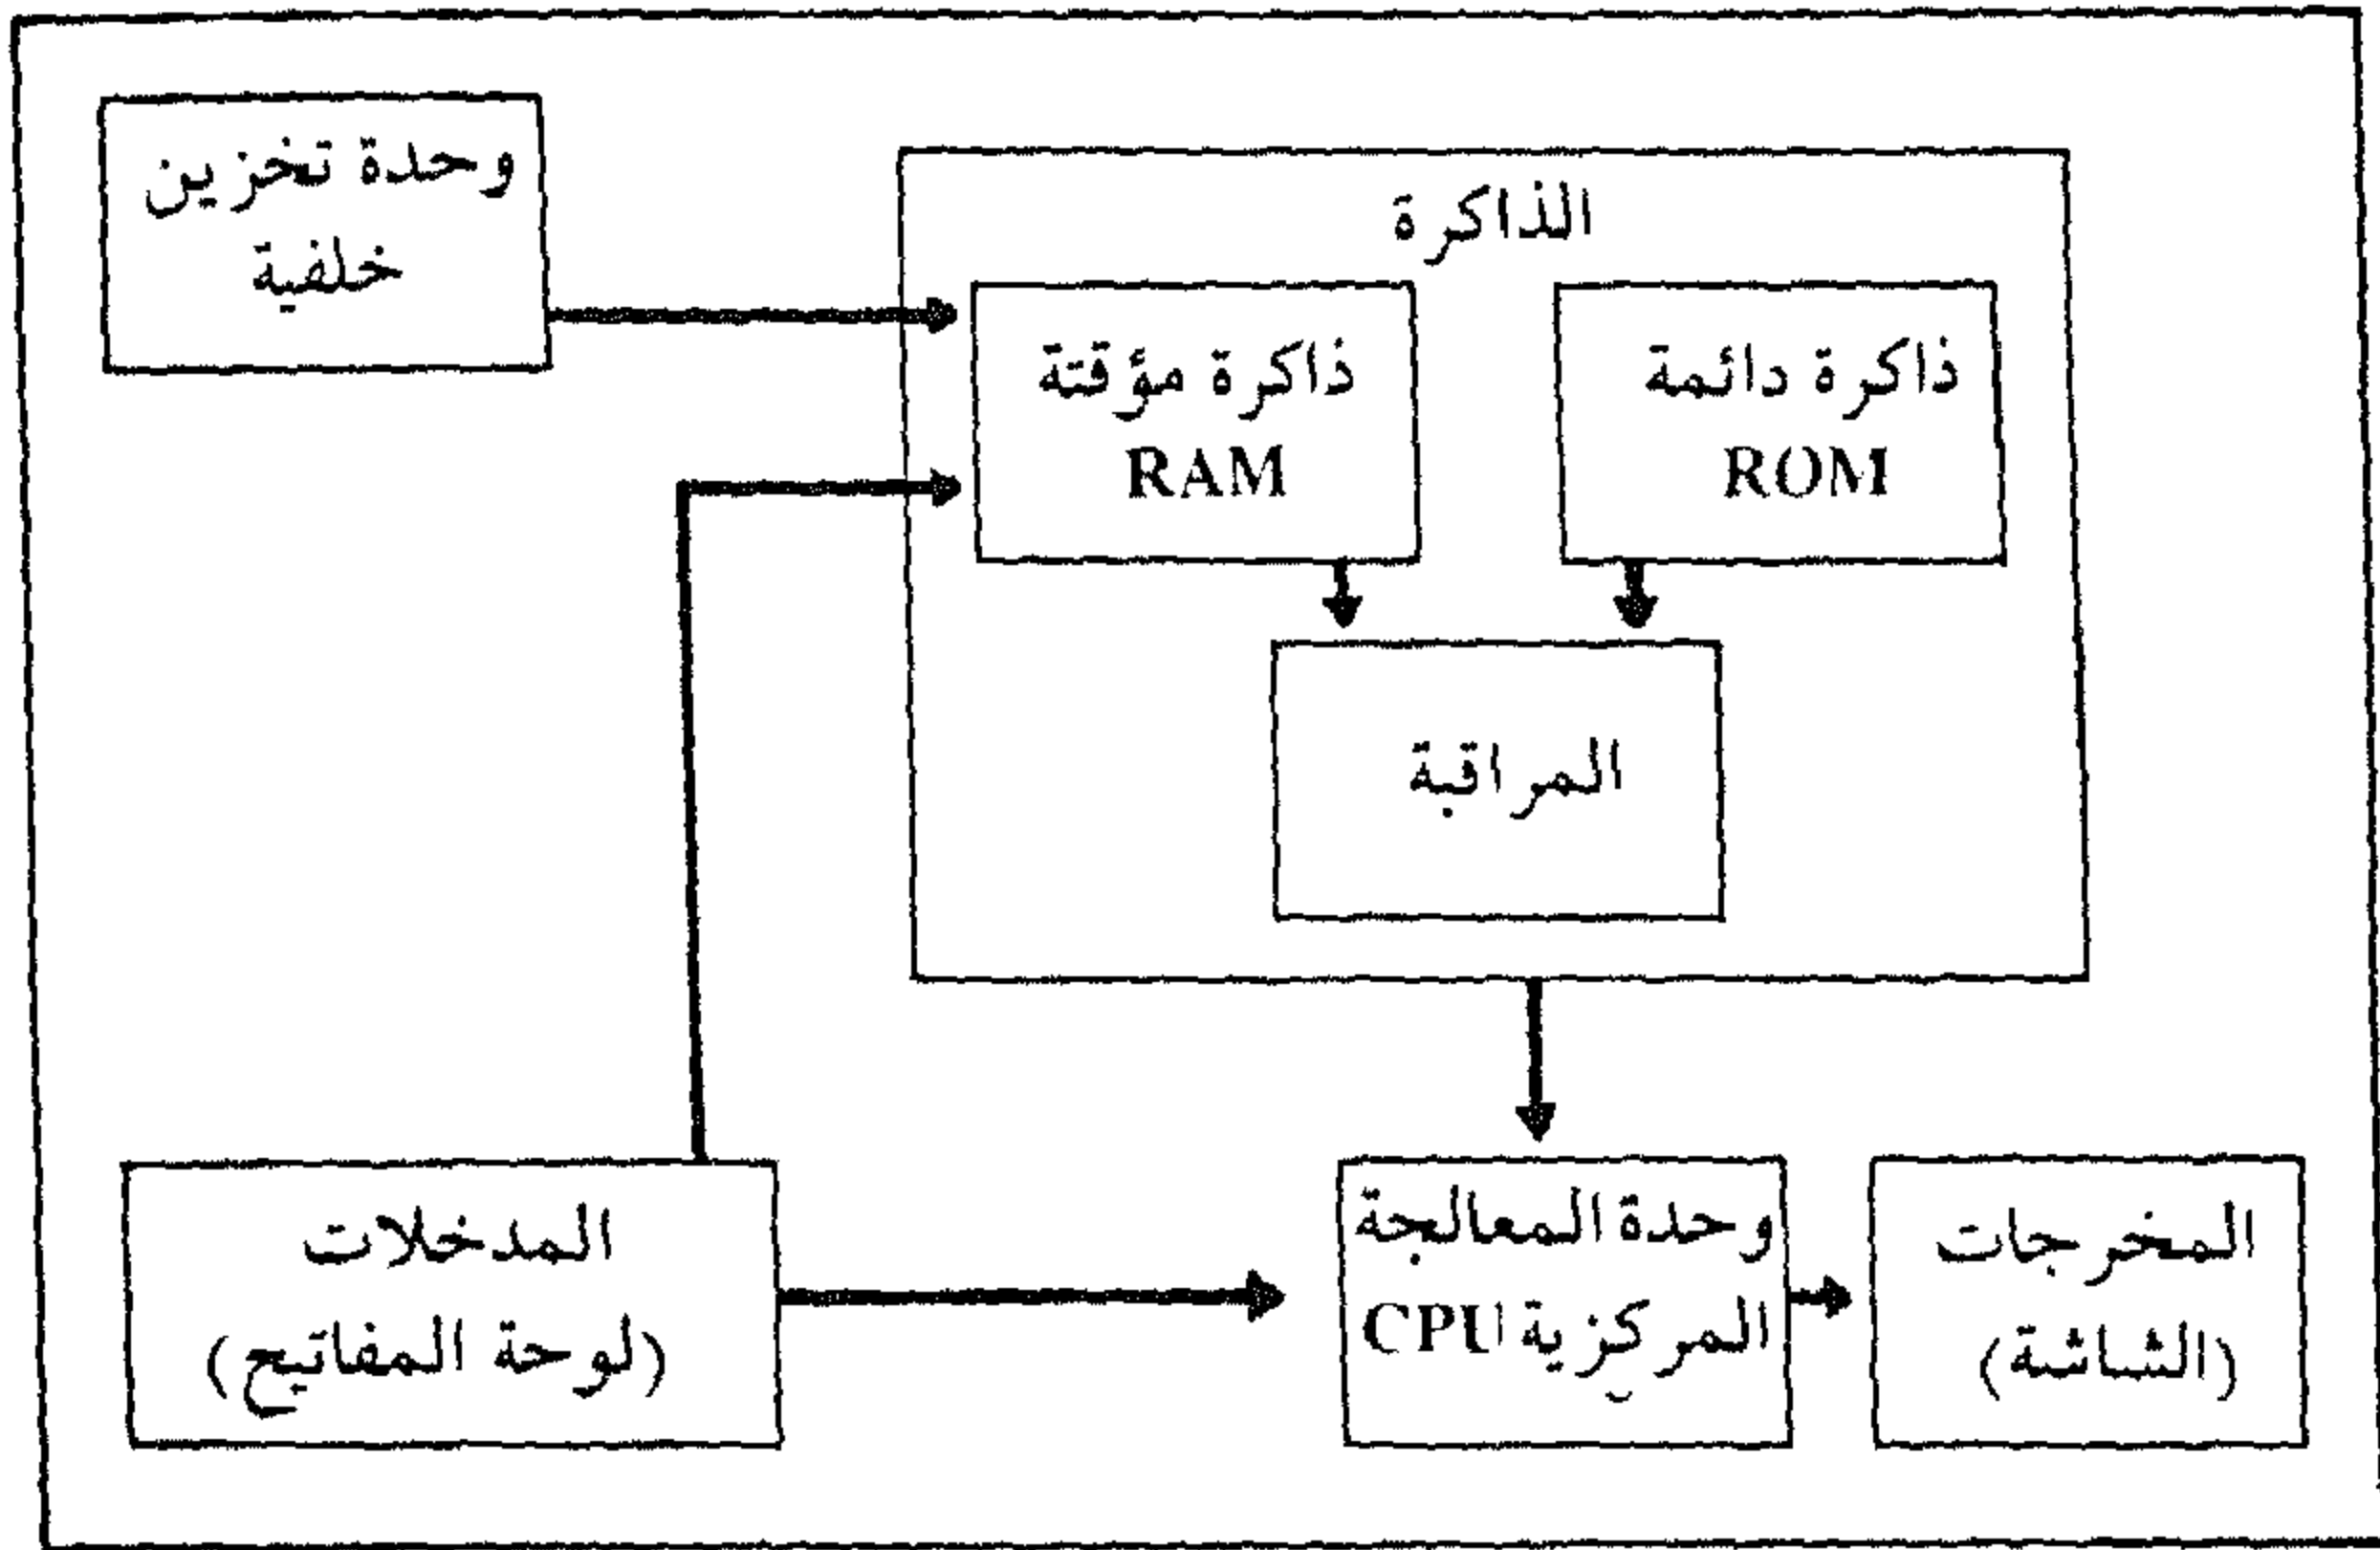 وحدة تخزين
خلفية
الذاكرة
ذاكرة دائمة
ROM
ذاكرة مؤقتة
RAM
المراقبة
المخرجات
(الشاشة)
وحدة المعالجة
المركزية CPU
المدخلات
(لوحة المفاتيح)